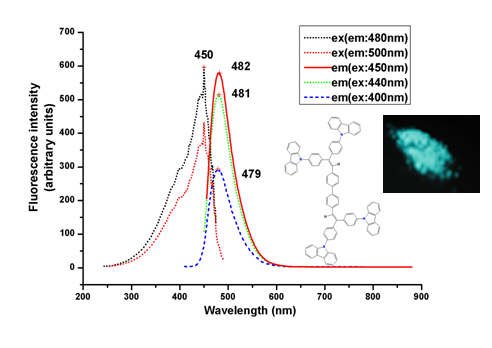 700
600
500
400
300
200
100
0
200 300 400 500 600 700 800 900
Fluorescence intensity
(arbitrary units)
Wavelength (nm)
450
482
481
479
ex(em:480nm)
ex(em:500nm)
em(ex:450nm)
em(ex:440nm)
em(ex:400nm)
N
N
H
H
N
N